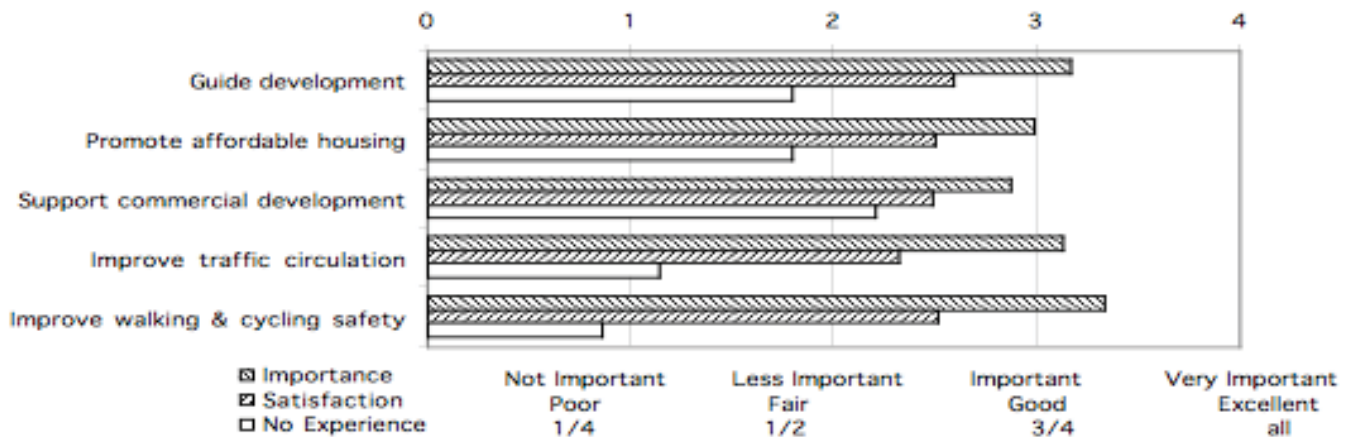 0 1 2 3 4
Guide development
Promote affordable housing
Support commercial development
Improve traffic circulation
Improve walking & cycling safety
Importance Not Important Less Important Important Very Important
Satisfaction Poor Fair Good Excellent
No Experience 1/4 1/2 3/4 all